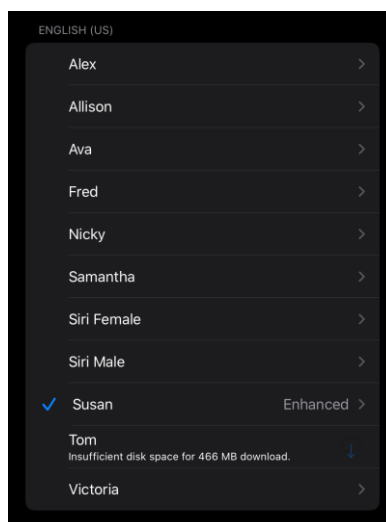 ENGLISH (US)
Alex
Allison
Ava
Fred
Nicky
Samantha
Siri Female
Siri Male
Susan Enhanced
Tom
Insufficient disk space for 466 MB download.
Victoria